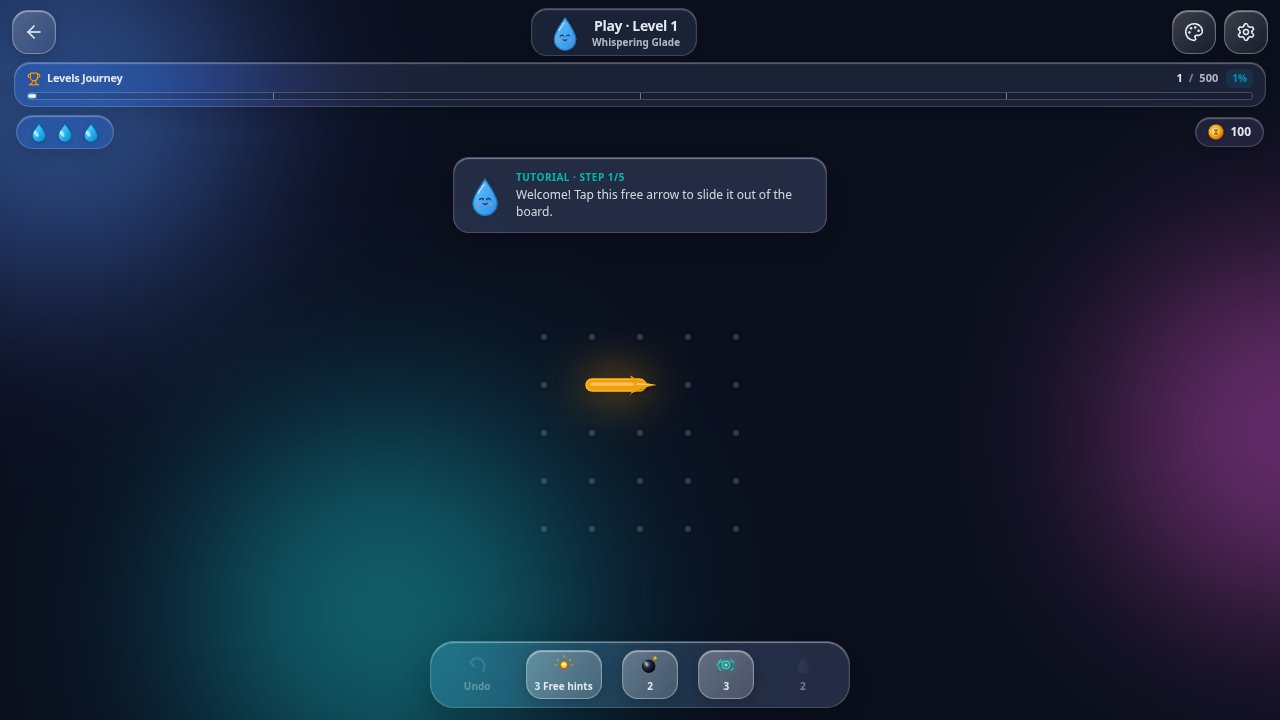 Play · Level 1
Whispering Glade
Levels Journey
1 / 500 1%
100
TUTORIAL · STEP 1/5
Welcome! Tap this free arrow to slide it out of the
board.
Undo
3 Free hints
2
3
2